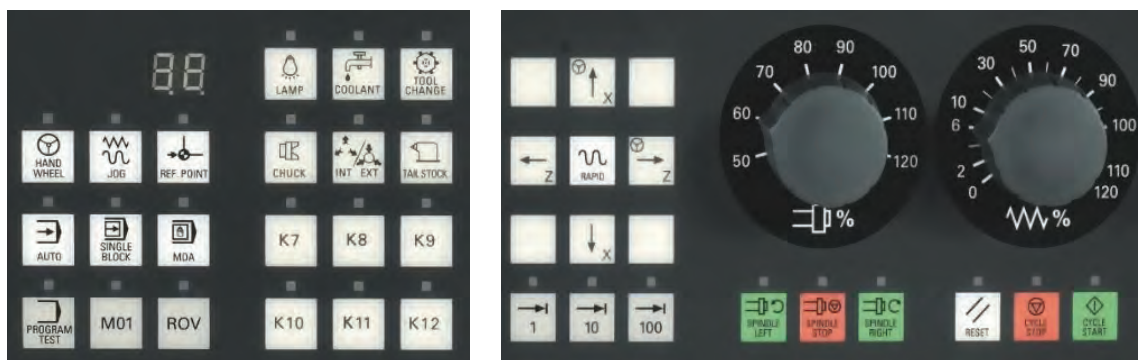 8.8.
LAMP COOLANT TOOL CHANGE
HAND WHEEL JOG REF. POINT CHUCK INT EXT TAIL STOCK
AUTO SINGLE BLOCK MDA K7 K8 K9
PROGRAM TEST M01 ROV K10 K11 K12
X
Z RAPID Z
X
1 10 100
50 60 70 80 90 100 110 120
%
0 2 6 10 30 50 70 90 100 110 120
%
SPINDLE LEFT SPINDLE STOP SPINDLE RIGHT
RESET CYCLE STOP CYCLE START